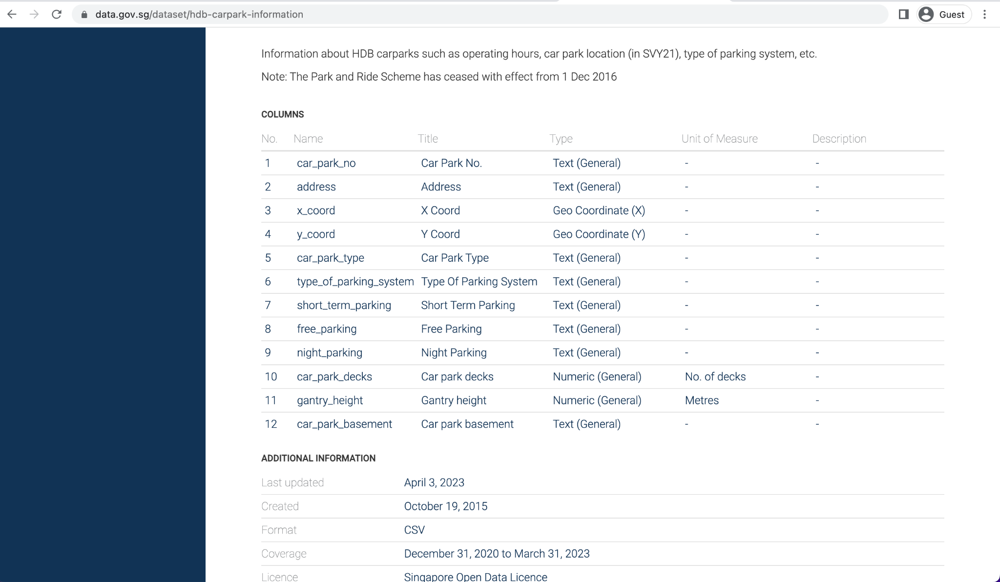 data.gov.sg/dataset/hdb-carpark-information Guest
Information about HDB carparks such as operating hours, car park location (in SVY21), type of parking system, etc.
Note: The Park and Ride Scheme has ceased with effect from 1 Dec 2016
COLUMNS
No. Name Title Type Unit of Measure Description
1 car_park_no Car Park No. Text (General) - -
2 address Address Text (General) - -
3 x_coord X Coord Geo Coordinate (X) - -
4 y_coord Y Coord Geo Coordinate (Y) - -
5 car_park_type Car Park Type Text (General) - -
6 type_of_parking_system Type Of Parking System Text (General) - -
7 short_term_parking Short Term Parking Text (General) - -
8 free_parking Free Parking Text (General) - -
9 night_parking Night Parking Text (General) - -
10 car_park_decks Car park decks Numeric (General) No. of decks -
11 gantry_height Gantry height Numeric (General) Metres -
12 car_park_basement Car park basement Text (General) - -
ADDITIONAL INFORMATION
Last updated April 3, 2023
Created October 19, 2015
Format CSV
Coverage December 31, 2020 to March 31, 2023
Licence Singapore Open Data Licence